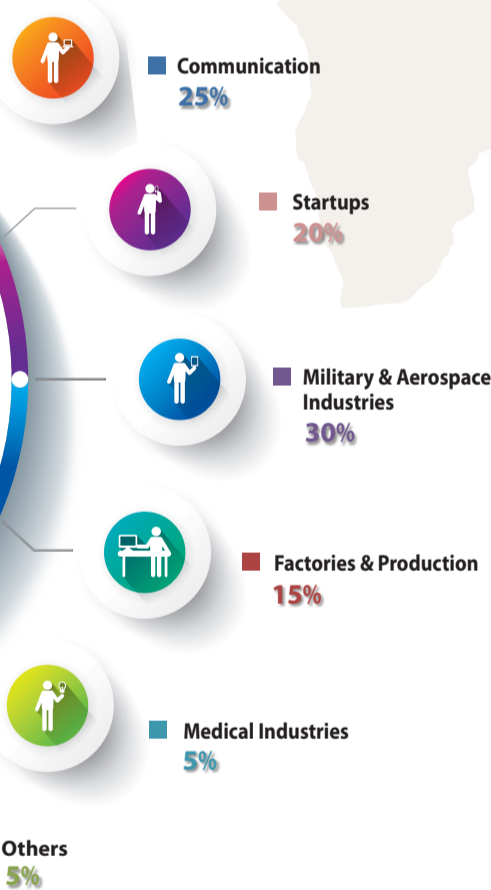 Communication
25%
Startups
20%
Military & Aerospace
Industries
30%
Factories & Production
15%
Medical Industries
5%
Others
5%